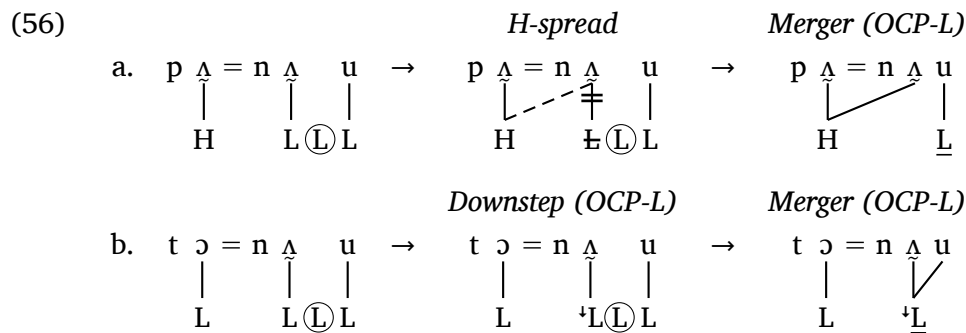 (56) H-spread Merger (OCP-L)
a. p ʌ̰ = n ʌ̰ u → p ʌ̰ = n ʌ̰ u → p ʌ̰ = n ʌ̰ u
H L Ⓛ L H Ⱡ Ⓛ L H L̲
Downstep (OCP-L) Merger (OCP-L)
b. t ɔ = n ʌ̰ u → t ɔ = n ʌ̰ u → t ɔ = n ʌ̰ u
L L Ⓛ L L ꜜL Ⓛ L L ꜜL̲